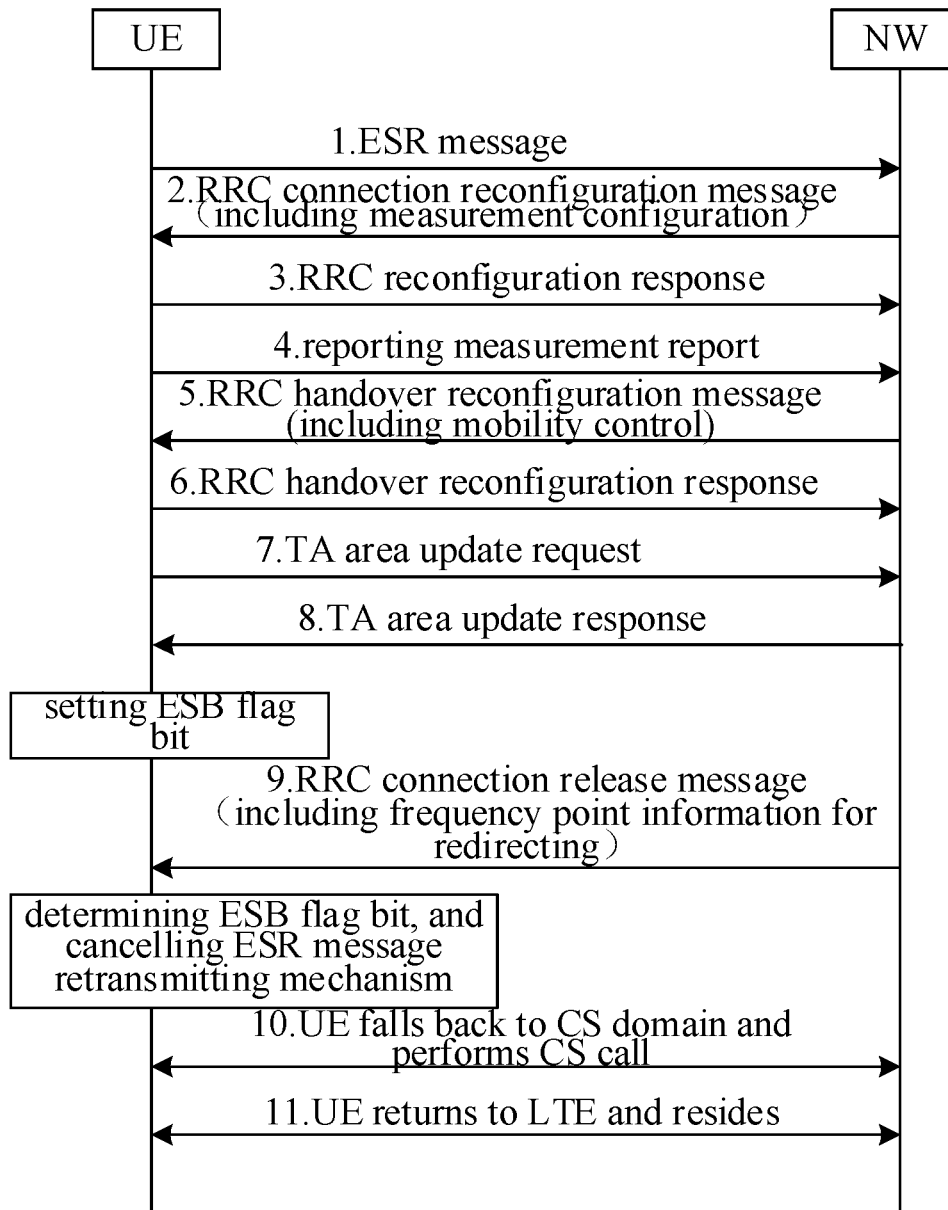 UE
NW
1.ESR message
2.RRC connection reconfiguration message
（including measurement configuration）
3.RRC reconfiguration response
4.reporting measurement report
5.RRC handover reconfiguration message
(including mobility control)
6.RRC handover reconfiguration response
7.TA area update request
8.TA area update response
setting ESB flag
bit
9.RRC connection release message
（including frequency point information for
redirecting）
determining ESB flag bit, and
cancelling ESR message
retransmitting mechanism
10.UE falls back to CS domain and
performs CS call
11.UE returns to LTE and resides